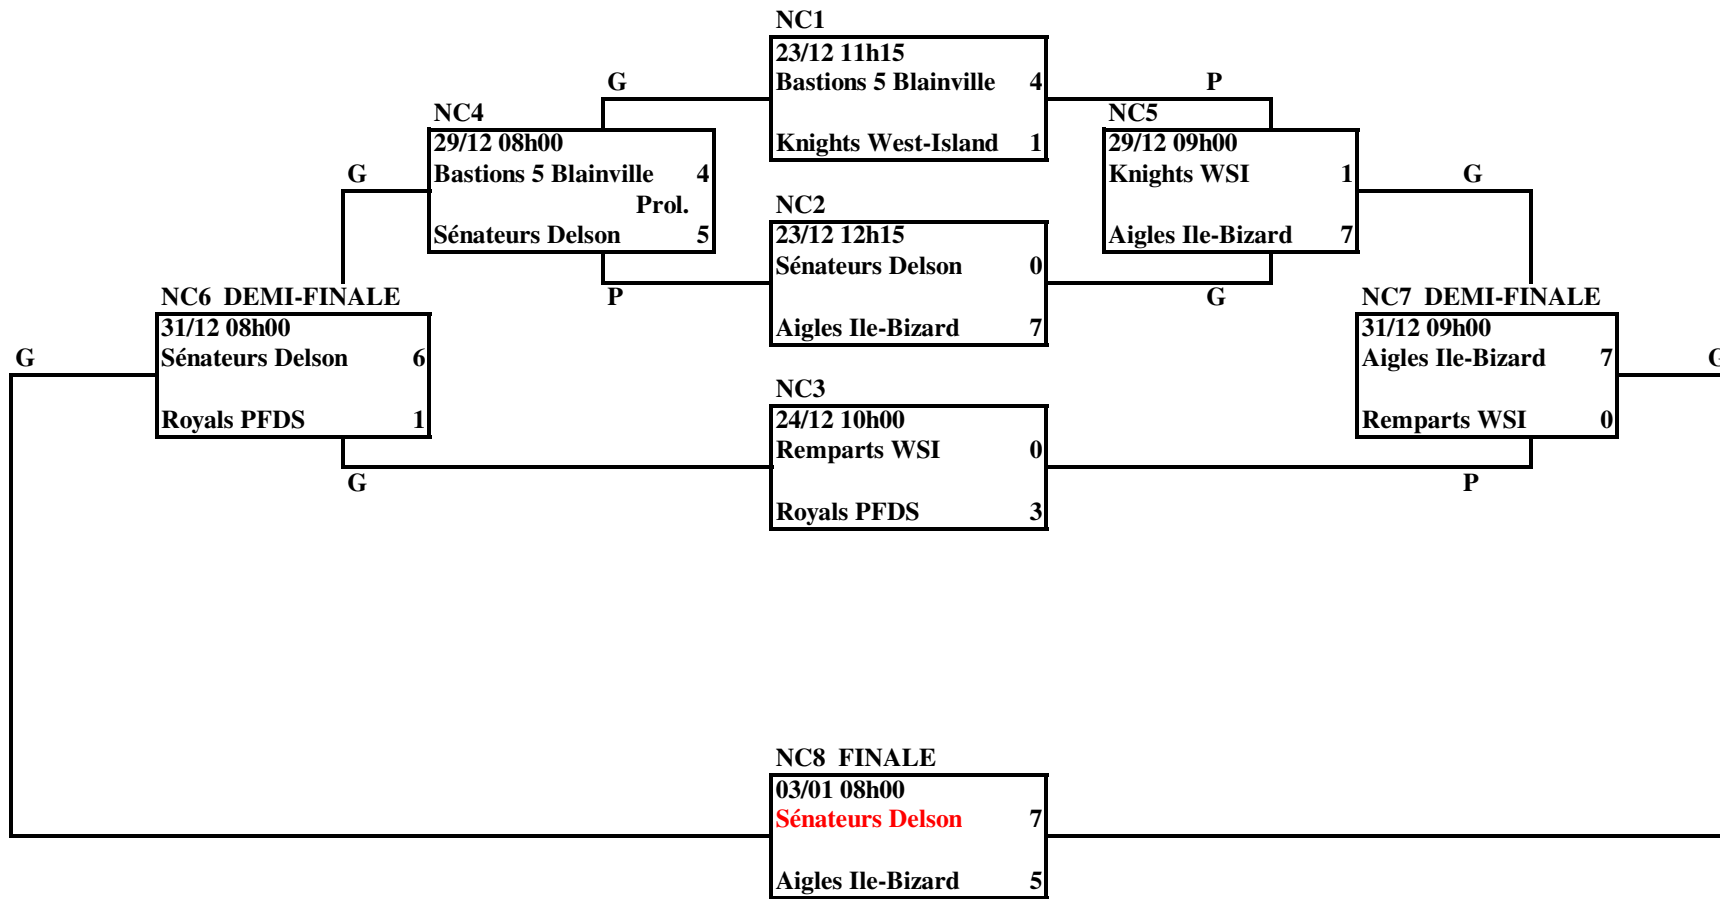 NC1
23/12 11h15
Bastions 5 Blainville 4
Knights West-Island 1
G
P
NC4
29/12 08h00
Bastions 5 Blainville 4
Prol.
Sénateurs Delson 5
NC5
29/12 09h00
Knights WSI 1
Aigles Ile-Bizard 7
G
G
NC2
23/12 12h15
Sénateurs Delson 0
Aigles Ile-Bizard 7
P
G
NC6 DEMI-FINALE
31/12 08h00
Sénateurs Delson 6
Royals PFDS 1
NC7 DEMI-FINALE
31/12 09h00
Aigles Ile-Bizard 7
Remparts WSI 0
G
G
NC3
24/12 10h00
Remparts WSI 0
Royals PFDS 3
G
P
NC8 FINALE
03/01 08h00
Sénateurs Delson 7
Aigles Ile-Bizard 5